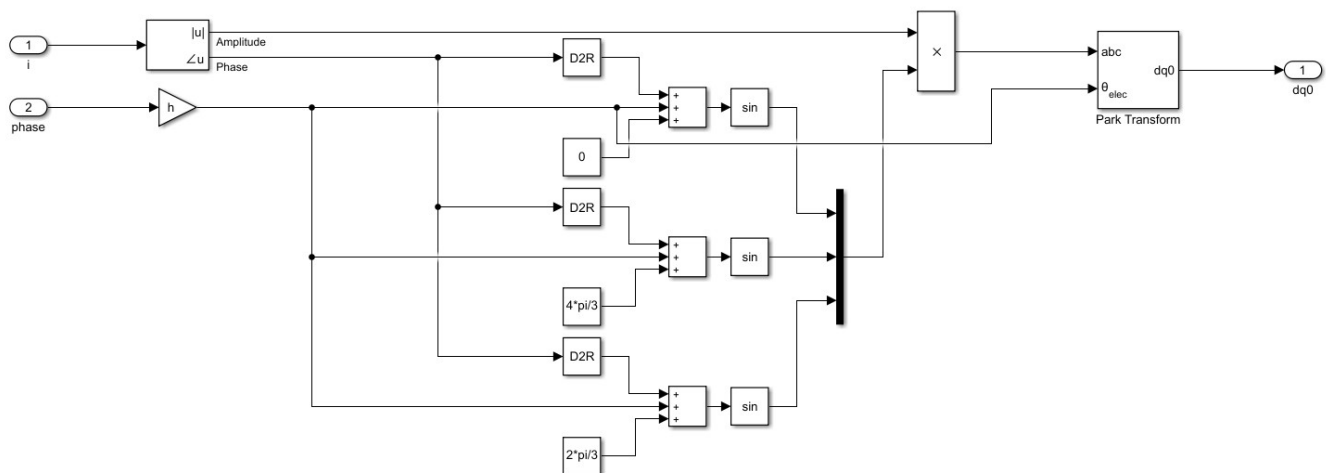 1
i
|u|
Amplitude
∠u
Phase
2
phase
h
D2R
+
+
+
sin
0
D2R
+
+
+
sin
4*pi/3
D2R
+
+
+
sin
2*pi/3
×
abc
θelec
dq0
Park Transform
1
dq0